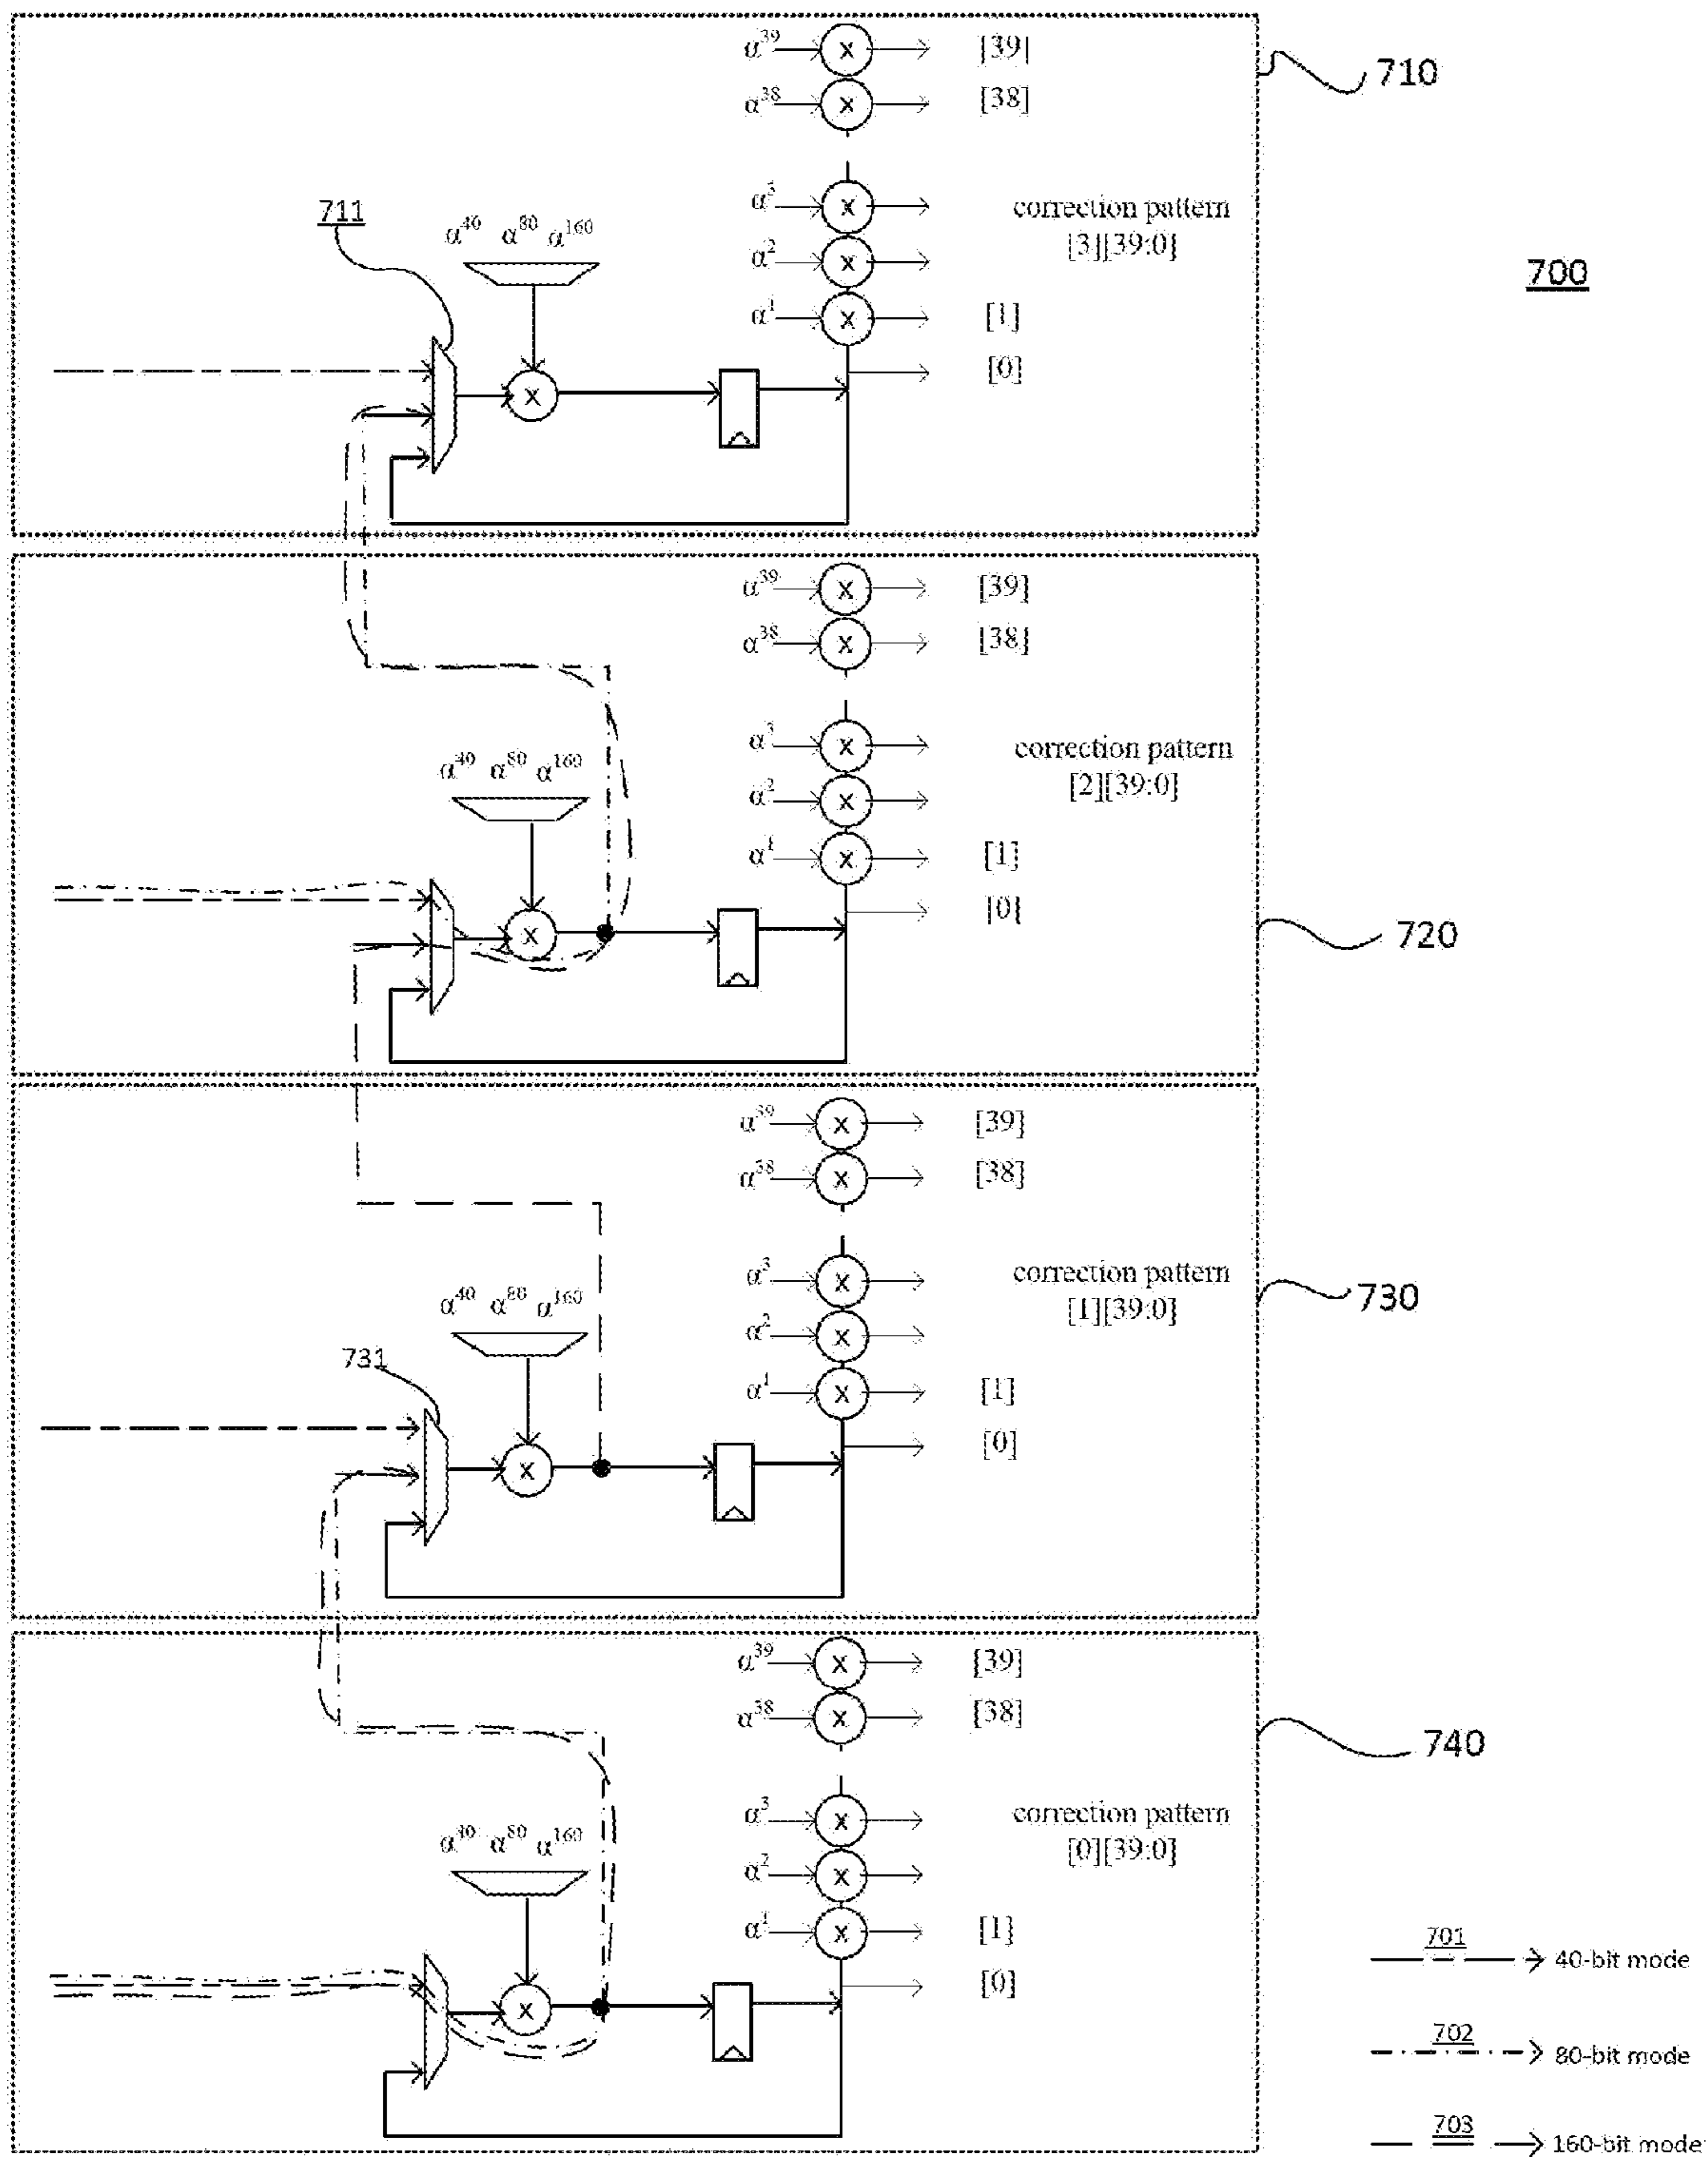 α³⁹ [39]
710
α³⁸ [38]
α³
correction pattern
[3][39:0]
α²
α¹ [1]
[0]
711
α⁴⁰ α⁸⁰ α¹⁶⁰
700
α³⁹ [39]
α³⁸ [38]
α³
correction pattern
[2][39:0]
α²
α¹ [1]
[0]
α⁴⁰ α⁸⁰ α¹⁶⁰
720
α³⁹ [39]
α³⁸ [38]
α³
correction pattern
[1][39:0]
α²
α¹ [1]
[0]
730
α⁴⁰ α⁸⁰ α¹⁶⁰
731
α³⁹ [39]
α³⁸ [38]
740
α³
correction pattern
[0][39:0]
α²
α¹ [1]
[0]
α⁴⁰ α⁸⁰ α¹⁶⁰
701 40-bit mode
702 80-bit mode
703 160-bit mode